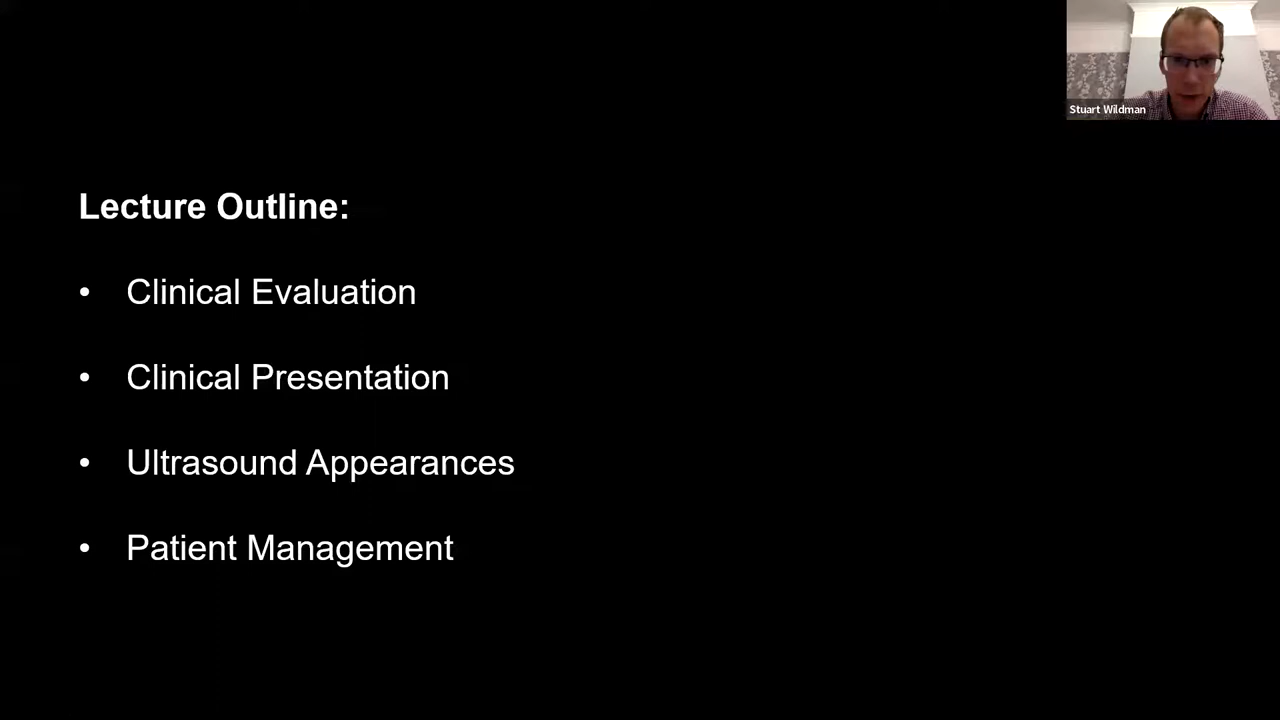 Stuart Wildman
Lecture Outline:
• Clinical Evaluation
• Clinical Presentation
• Ultrasound Appearances
• Patient Management